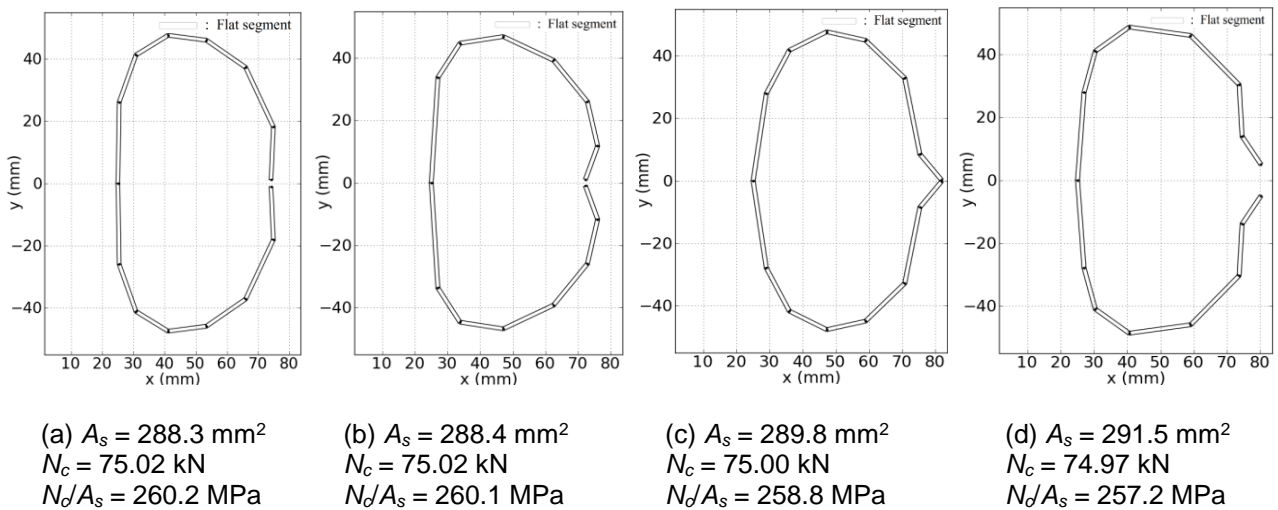 : Flat segment
40
20
0
−20
−40
y (mm)
10 20 30 40 50 60 70 80
x (mm)
: Flat segment
40
20
0
−20
−40
y (mm)
10 20 30 40 50 60 70 80
x (mm)
: Flat segment
40
20
0
−20
−40
y (mm)
10 20 30 40 50 60 70 80
x (mm)
: Flat segment
40
20
0
−20
−40
y (mm)
10 20 30 40 50 60 70 80
x (mm)
(a) As = 288.3 mm²
Nc = 75.02 kN
Nc/As = 260.2 MPa
(b) As = 288.4 mm²
Nc = 75.02 kN
Nc/As = 260.1 MPa
(c) As = 289.8 mm²
Nc = 75.00 kN
Nc/As = 258.8 MPa
(d) As = 291.5 mm²
Nc = 74.97 kN
Nc/As = 257.2 MPa